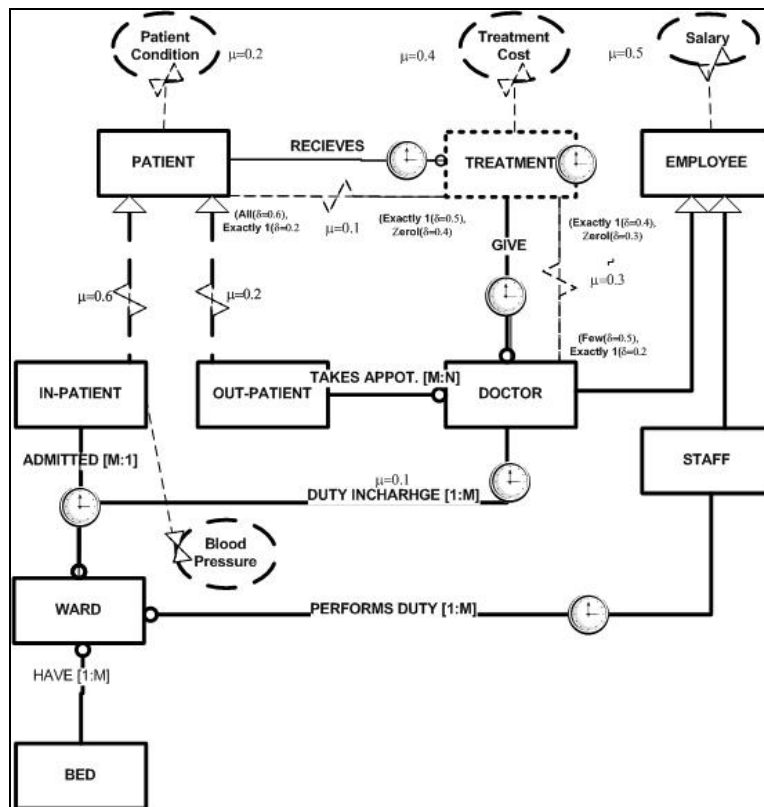 Patient
Condition
μ=0.2
Treatment
Cost
μ=0.4
Salary
μ=0.5
PATIENT
RECIEVES
TREATMENT
EMPLOYEE
(All(δ=0.6),
Exactly 1(δ=0.2
μ=0.1
(Exactly 1(δ=0.5),
Zerol(δ=0.4)
GIVE
(Exactly 1(δ=0.4),
Zerol(δ=0.3)
μ=0.3
μ=0.6
μ=0.2
(Few(δ=0.5),
Exactly 1(δ=0.2
IN-PATIENT
OUT-PATIENT
TAKES APPOT. [M:N]
DOCTOR
STAFF
ADMITTED [M:1]
μ=0.1
DUTY INCHARHGE [1:M]
Blood
Pressure
WARD
PERFORMS DUTY [1:M]
HAVE [1:M]
BED